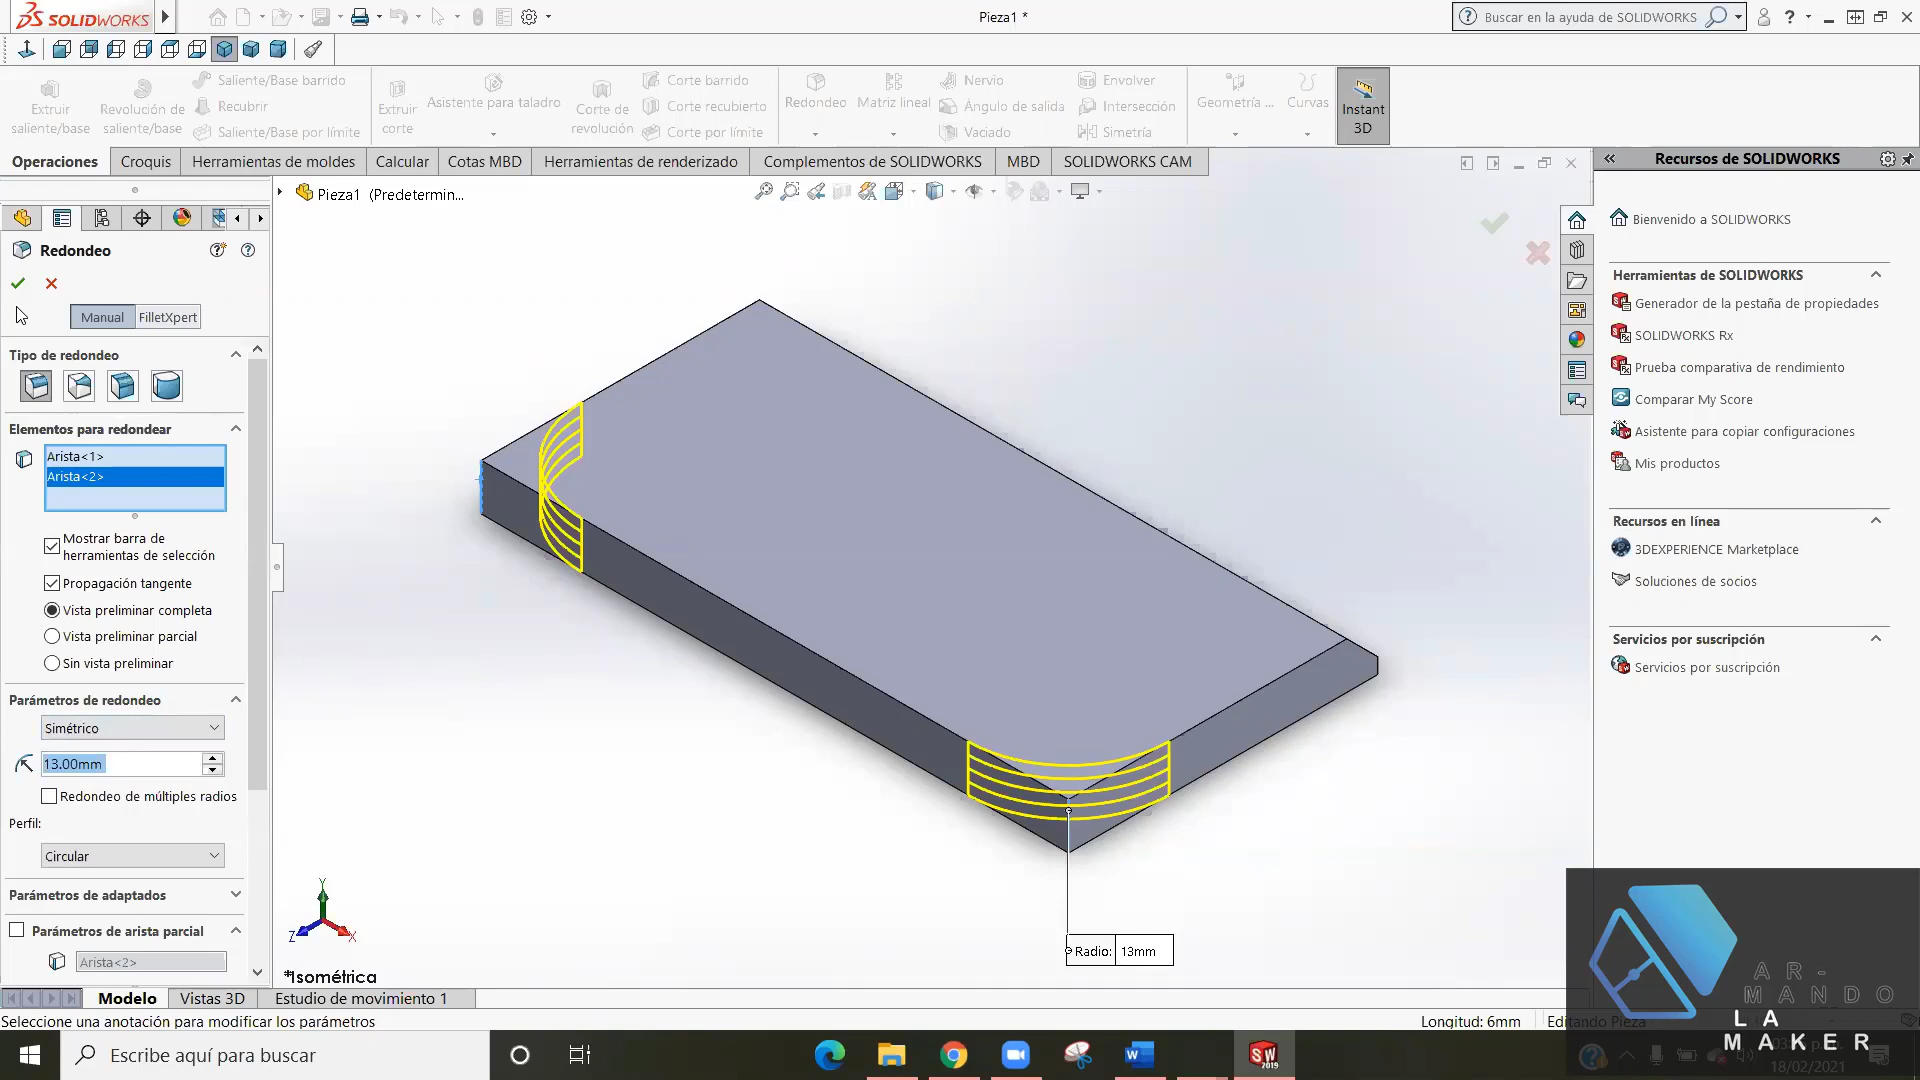 SOLIDWORKS
Pieza1 *
Buscar en la ayuda de SOLIDWORKS
Extruir saliente/base
Revolución de saliente/base
Saliente/Base barrido
Recubrir
Saliente/Base por límite
Extruir corte
Asistente para taladro
Corte de revolución
Corte barrido
Corte recubierto
Corte por límite
Redondeo
Matriz lineal
Nervio
Ángulo de salida
Vaciado
Envolver
Intersección
Simetría
Geometría ...
Curvas
Instant 3D
Operaciones
Croquis
Herramientas de moldes
Calcular
Cotas MBD
Herramientas de renderizado
Complementos de SOLIDWORKS
MBD
SOLIDWORKS CAM
Pieza1 (Predetermin...
Redondeo
Manual
FilletXpert
Tipo de redondeo
Elementos para redondear
Arista<1>
Arista<2>
Mostrar barra de
herramientas de selección
Propagación tangente
Vista preliminar completa
Vista preliminar parcial
Sin vista preliminar
Parámetros de redondeo
Simétrico
13.00mm
Redondeo de múltiples radios
Perfil:
Circular
Parámetros de adaptados
Parámetros de arista parcial
Arista<2>
Radio: 13mm
Y
Z
X
*Isométrica
Recursos de SOLIDWORKS
Bienvenido a SOLIDWORKS
Herramientas de SOLIDWORKS
Generador de la pestaña de propiedades
SOLIDWORKS Rx
Prueba comparativa de rendimiento
Comparar My Score
Asistente para copiar configuraciones
Mis productos
Recursos en línea
3DEXPERIENCE Marketplace
Soluciones de socios
Servicios por suscripción
Servicios por suscripción
Modelo
Vistas 3D
Estudio de movimiento 1
Seleccione una anotación para modificar los parámetros
Longitud: 6mm
Editando Pieza
Escribe aquí para buscar
SW
2019
AR-
MANDO
LA
MAKER
18/02/2021